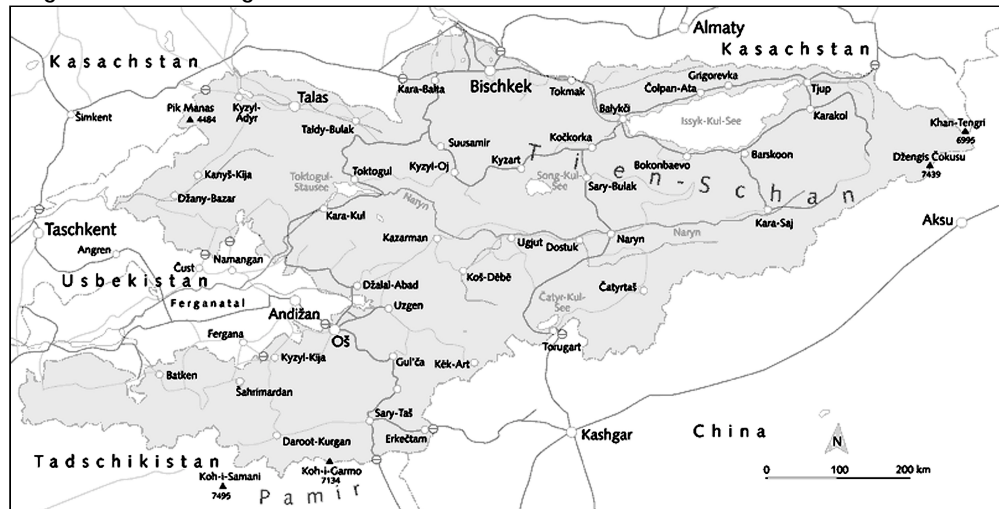 Almaty
Kasachstan
Kasachstan
Bischkek
Grigorevka
Kara-Balta
Čolpan-Ata
Tokmak
Tjup
Talas
Pik Manas
4484
Kyzyl-
Adyr
Šimkent
Balykči
Karakol
Issyk-Kul-See
Khan-Tengri
6995
Taldy-Bulak
Kočkorka
Suusamir
Tien-Schan
Barskoon
Džengis Čokusu
7439
Kyzart
Kyzyl-Oj
Bokonbaevo
Toktogul
Toktogul-
Stausee
Song-Kul-
See
Sary-Bulak
Kanyš-Kija
Džany-Bazar
Naryn
Kara-Kul
Kara-Saj
Aksu
Taschkent
Kazarman
Ugjut
Dostuk
Naryn
Naryn
Angren
Namangan
Čust
Usbekistan
Koš-Děbě
Džalal-Abad
Čatyrtaš
Ferganatal
Čatyr-Kul-
See
Uzgen
Andižan
Fergana
Oš
Torugart
Kyzyl-Kija
Gul'ča
Kěk-Art
Batken
Šahrimardan
Sary-Taš
Erkečtam
Daroot-Kurgan
Kashgar
China
N
Tadschikistan
Koh-i-Garmo
7134
Koh-i-Samani
7495
Pamir
0 100 200 km